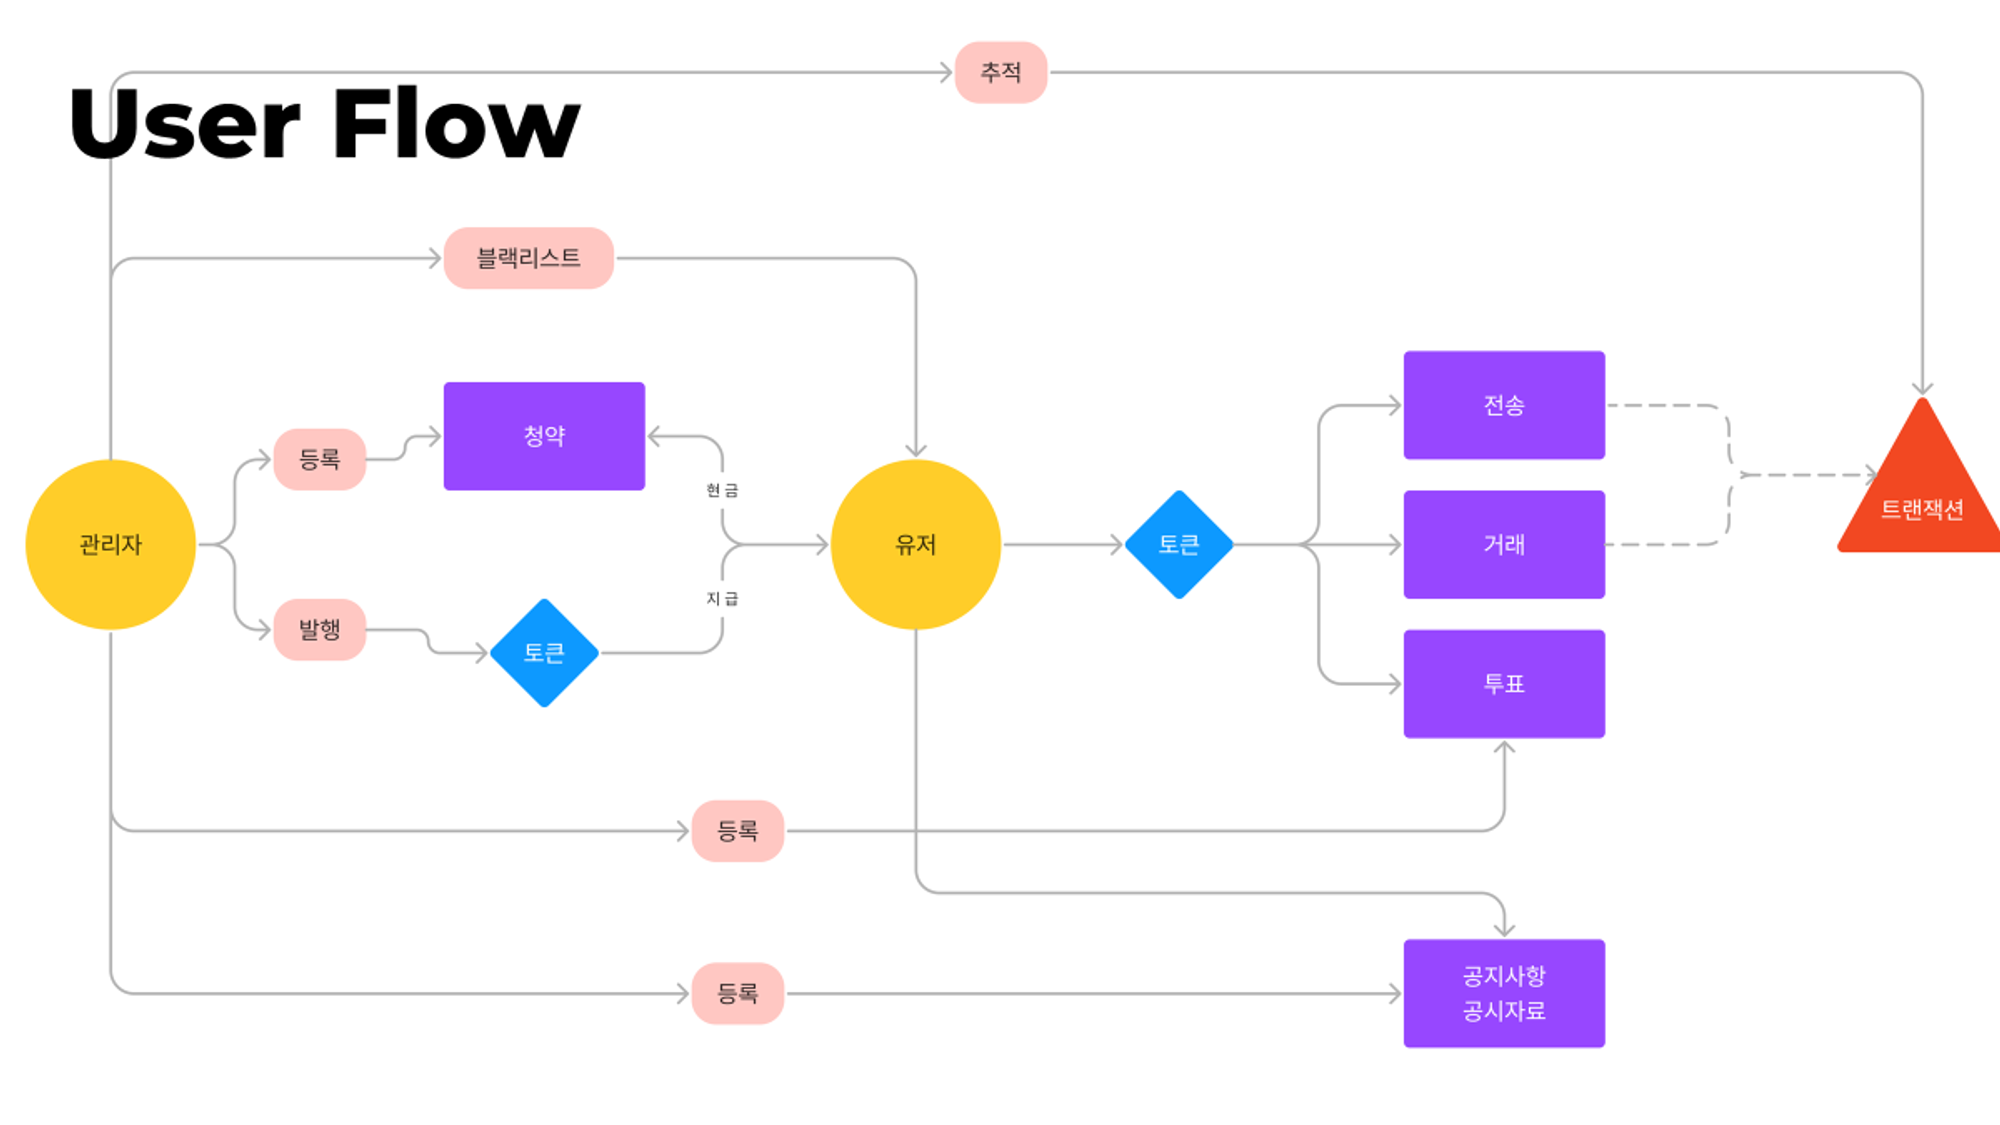 User Flow
추적
블랙리스트
청약
등록
현금
관리자
발행
토큰
지급
유저
토큰
전송
거래
투표
트랜잭션
등록
등록
공지사항
공시자료